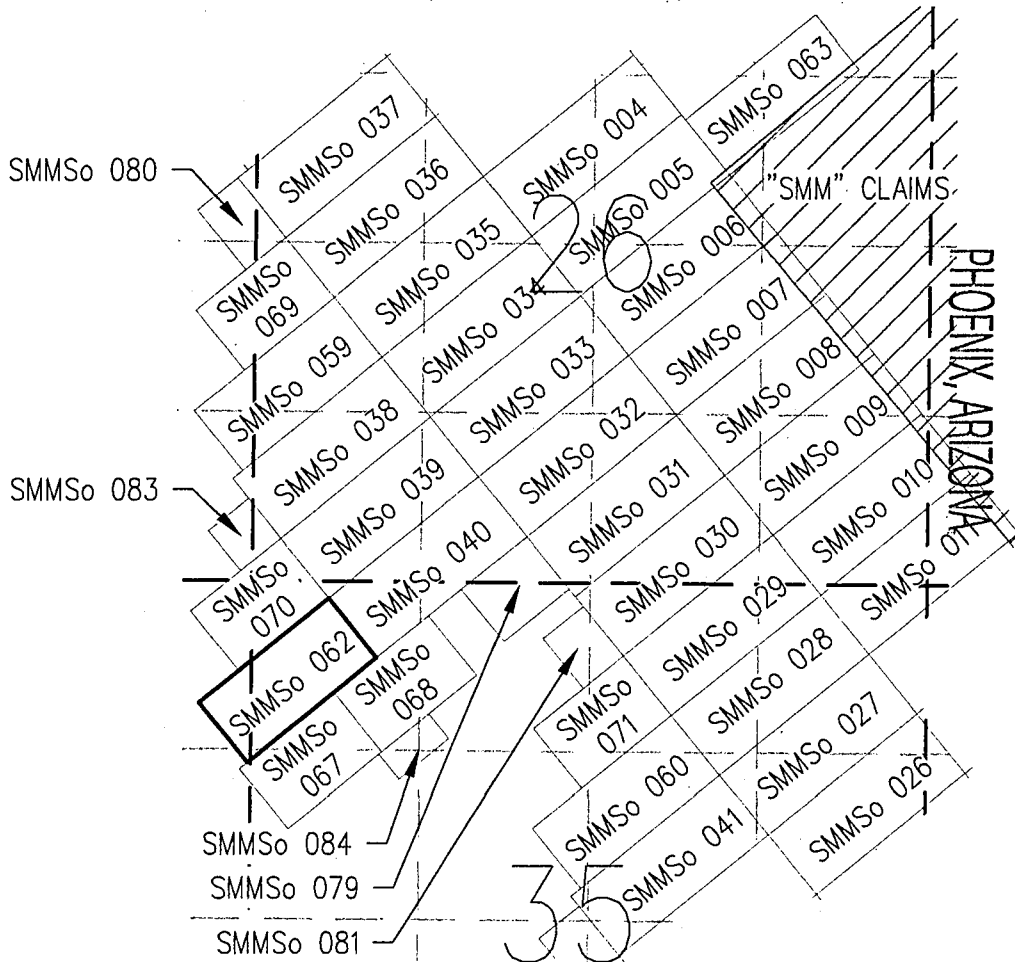 SMMSo 063
SMMSo 037
SMMSo 004
SMMSo 080
SMMSo 036
SMMSo 005
"SMM" CLAIMS
SMMSo 035
SMMSo 006
26
SMMSo
069
SMMSo 034
SMMSo 007
PHOENIX, ARIZONA
SMMSo 059
SMMSo 033
SMMSo 008
SMMSo 038
SMMSo 032
SMMSo 009
SMMSo 083
SMMSo 039
SMMSo 031
SMMSo 010
SMMSo 040
SMMSo 030
SMMSo 011
SMMSo
070
SMMSo 029
SMMSo 062
SMMSo
068
SMMSo 028
SMMSo
067
SMMSo
071
SMMSo 027
SMMSo 060
SMMSo 026
SMMSo 084
SMMSo 041
SMMSo 079
35
SMMSo 081